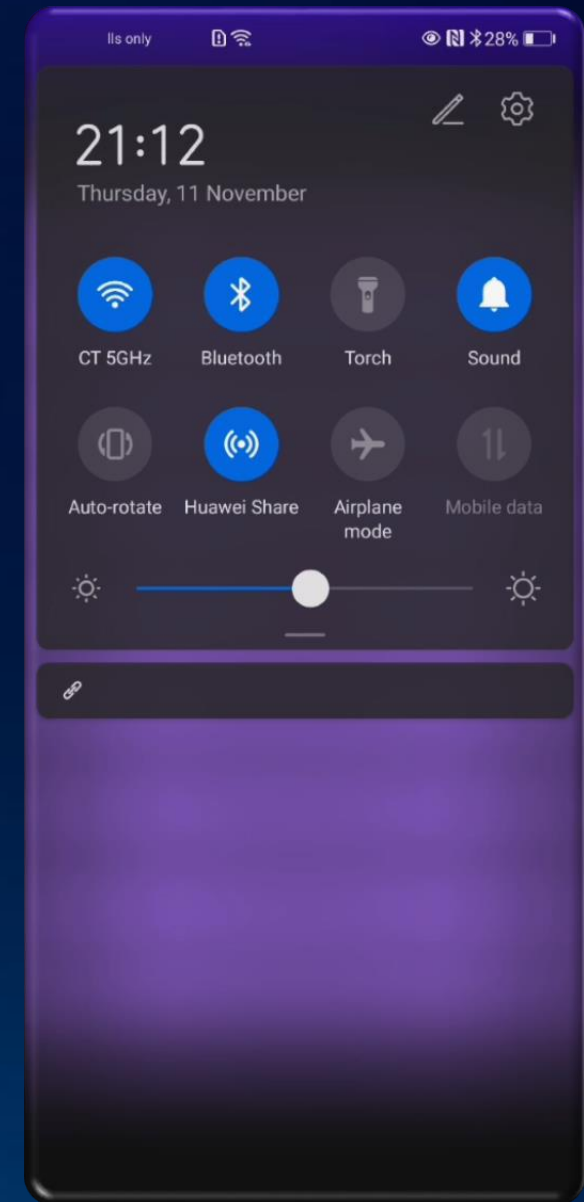 lls only
28%
21:12
Thursday, 11 November
CT 5GHz Bluetooth Torch Sound
Auto-rotate Huawei Share Airplane mode Mobile data